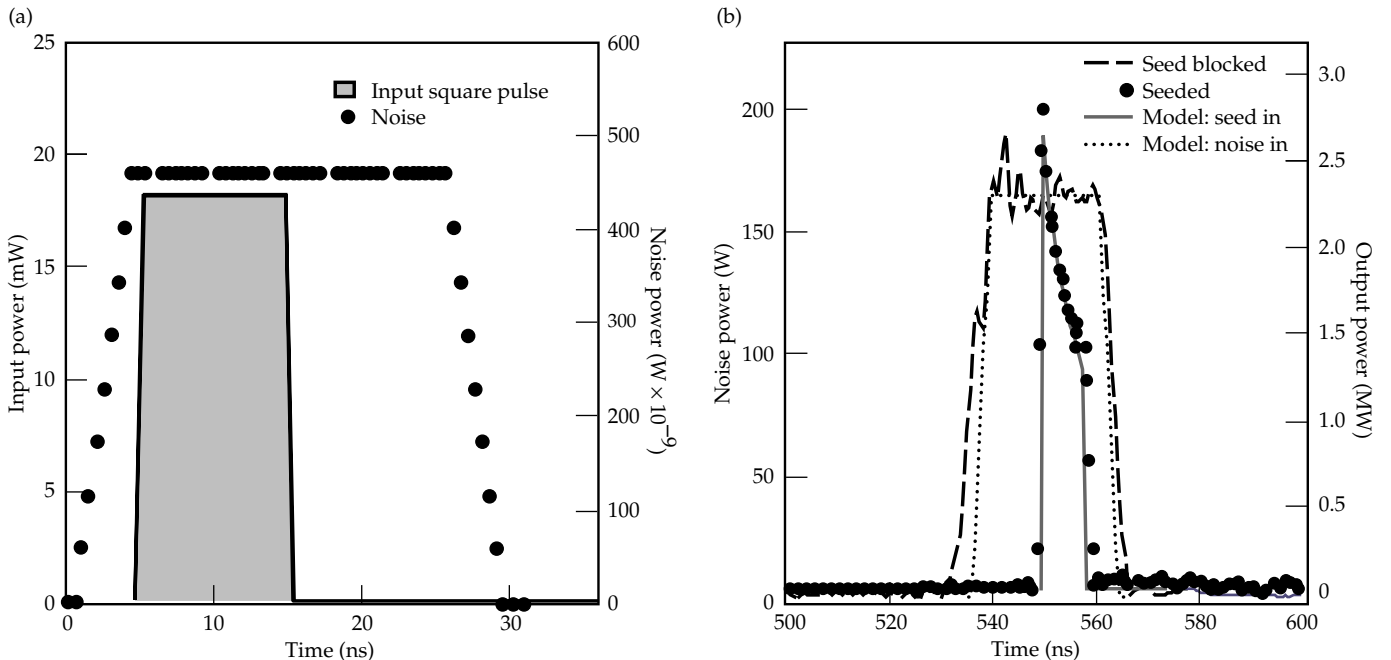 (a)
25
20
15
10
5
0
Input power (mW)
600
500
400
300
200
100
0
Noise power (W × 10⁻⁹)
Input square pulse
Noise
0
10
20
30
Time (ns)
(b)
200
150
100
50
0
Noise power (W)
3.0
2.5
2.0
1.5
1.0
0.5
0
Output power (MW)
Seed blocked
Seeded
Model: seed in
Model: noise in
500
520
540
560
580
600
Time (ns)